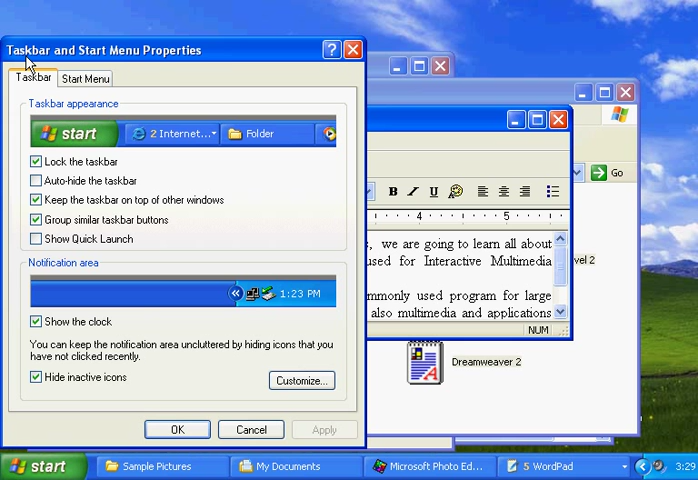 Taskbar and Start Menu Properties
Taskbar
Start Menu
Taskbar appearance
start
2 Internet...
Folder
Lock the taskbar
Auto-hide the taskbar
Keep the taskbar on top of other windows
Group similar taskbar buttons
Show Quick Launch
Notification area
1:23 PM
Show the clock
You can keep the notification area uncluttered by hiding icons that you
have not clicked recently.
Hide inactive icons
Customize...
OK
Cancel
Apply
Go
B I U
4 5
we are going to learn all about
used for Interactive Multimedia
commonly used program for large
also multimedia and applications
NUM
vel 2
Dreamweaver 2
start
Sample Pictures
My Documents
Microsoft Photo Ed...
5 WordPad
3:29